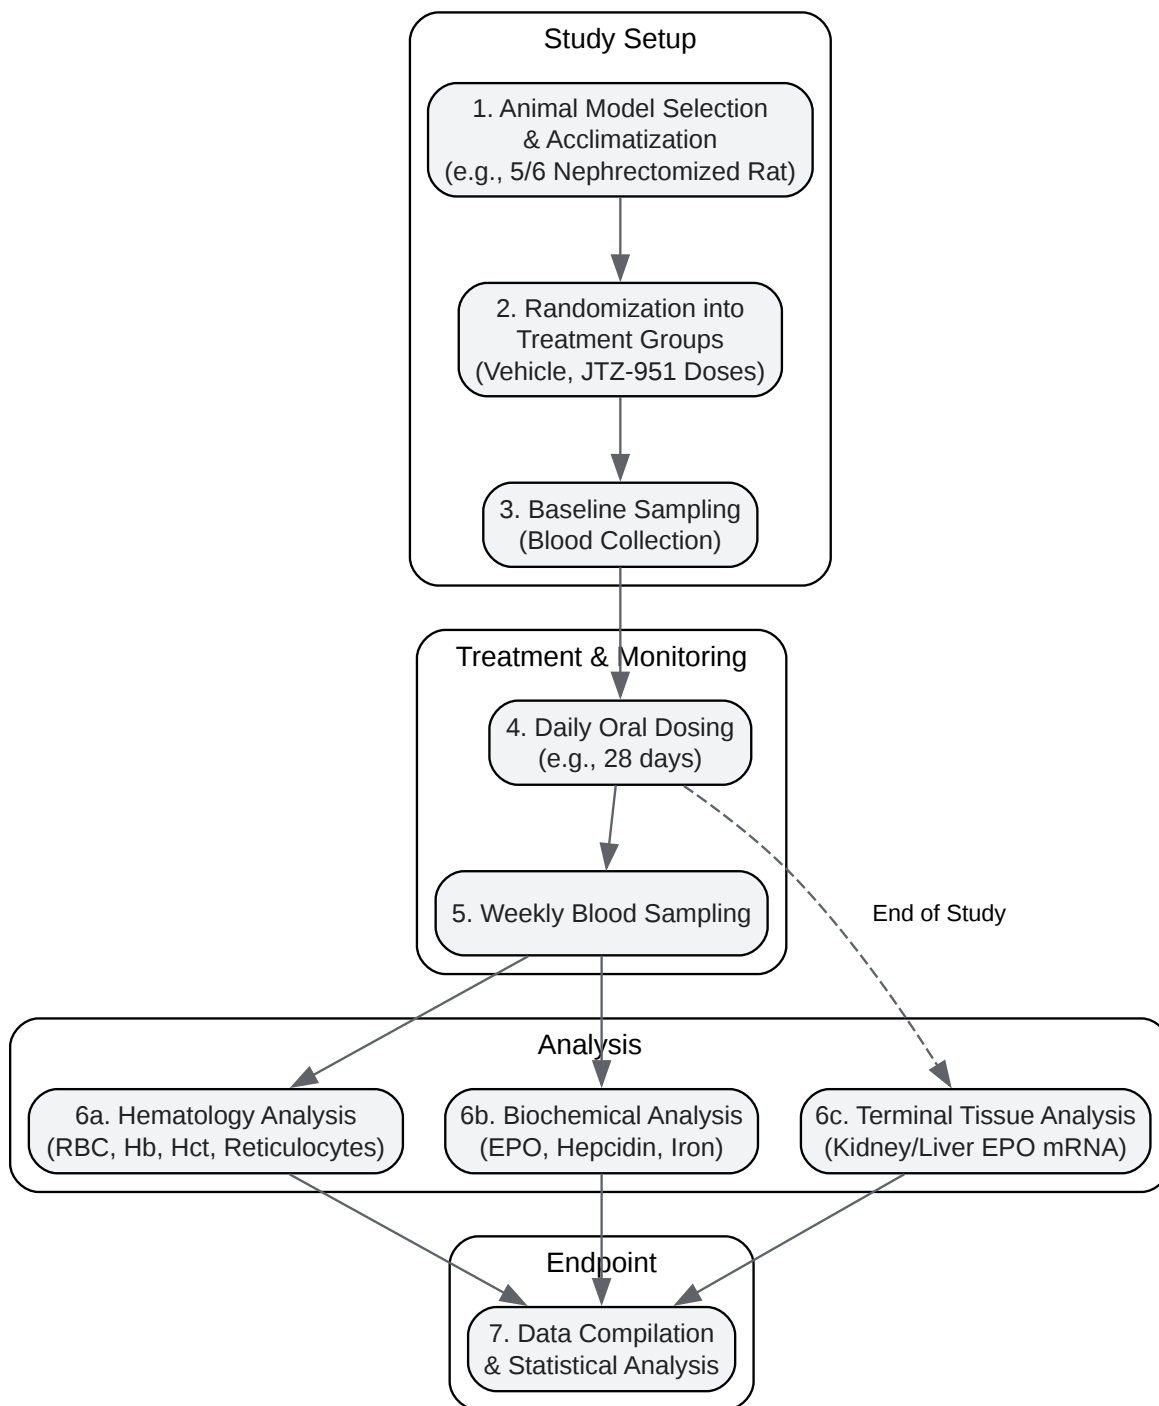 Study Setup
1. Animal Model Selection
& Acclimatization
(e.g., 5/6 Nephrectomized Rat)
2. Randomization into
Treatment Groups
(Vehicle, JTZ-951 Doses)
3. Baseline Sampling
(Blood Collection)
Treatment & Monitoring
4. Daily Oral Dosing
(e.g., 28 days)
5. Weekly Blood Sampling
End of Study
Analysis
6a. Hematology Analysis
(RBC, Hb, Hct, Reticulocytes)
6b. Biochemical Analysis
(EPO, Hepcidin, Iron)
6c. Terminal Tissue Analysis
(Kidney/Liver EPO mRNA)
Endpoint
7. Data Compilation
& Statistical Analysis